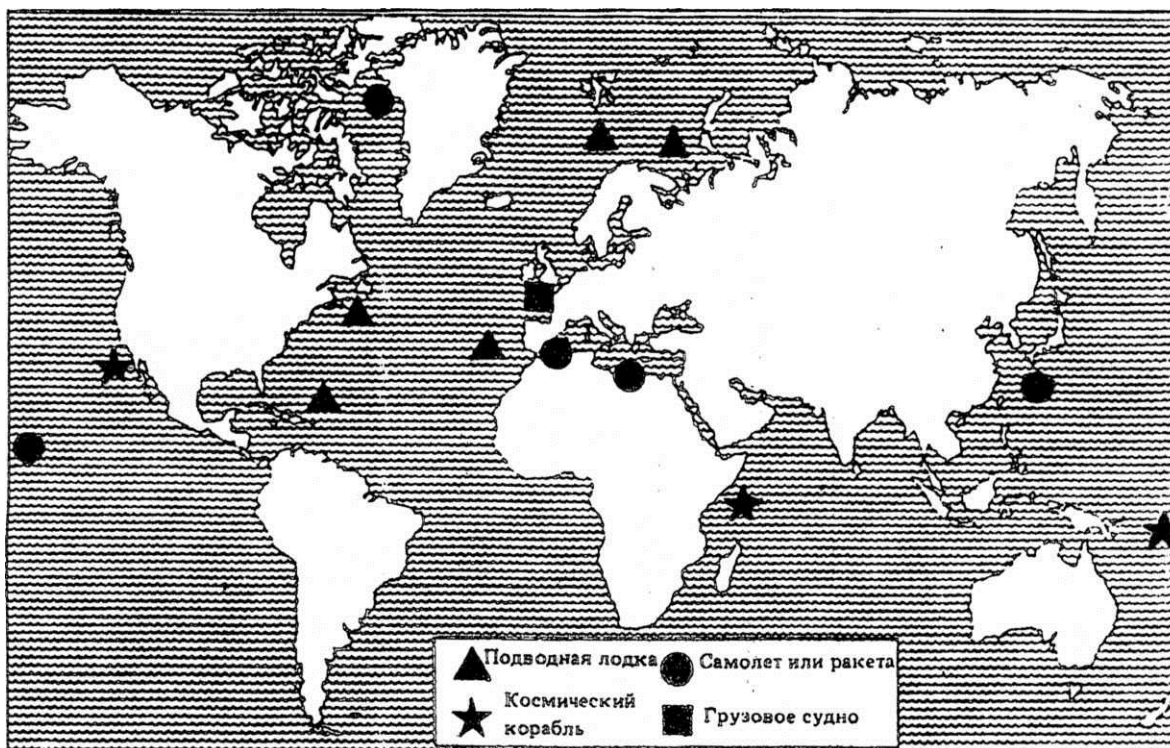 Подводная лодка
Самолет или ракета
Космический
корабль
Грузовое судно